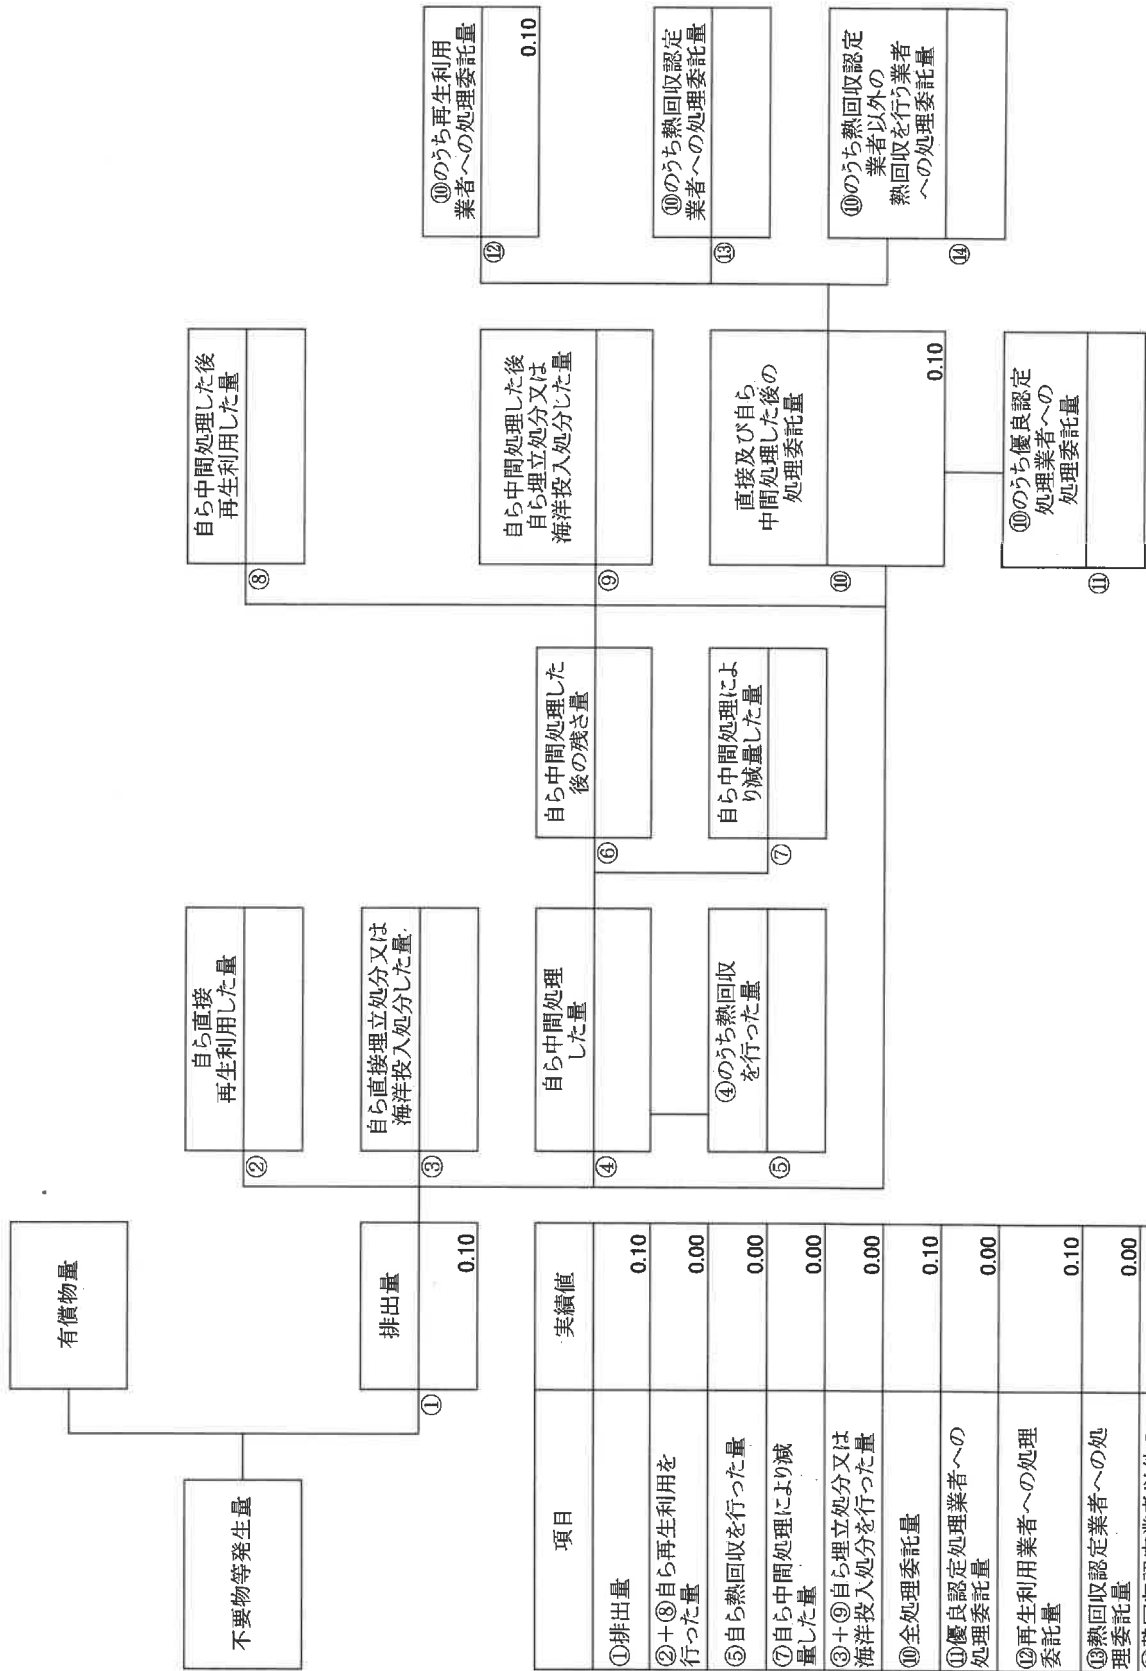 不要物等発生量
有償物量
①
排出量
0.10
②
自ら直接
再生利用した量
③
自ら直接埋立処分又は
海洋投入処分した量
④
自ら中間処理
した量
⑤
④のうち熱回収
を行った量
⑥
自ら中間処理した
後の残さ量
⑦
自ら中間処理によ
り減量した量
⑧
自ら中間処理した後
再生利用した量
⑨
自ら中間処理した後
自ら埋立処分又は
海洋投入処分した量
⑩
直接及び自ら
中間処理した後の
処理委託量
0.10
⑪
⑩のうち優良認定
処理業者への
処理委託量
⑫
⑩のうち再生利用
業者への処理委託量
0.10
⑬
⑩のうち熱回収認定
業者への処理委託量
⑭
⑩のうち熱回収認定
業者以外の
熱回収を行う業者
への処理委託量
項目 実績値
①排出量 0.10
②+⑧自ら再生利用を
行った量 0.00
⑤自ら熱回収を行った量 0.00
⑦自ら中間処理により減
量した量 0.00
③+⑨自ら埋立処分又は
海洋投入処分を行った量 0.00
⑩全処理委託量 0.10
⑪優良認定処理業者への
処理委託量 0.00
⑫再生利用業者への処理
委託量 0.10
⑬熱回収認定業者への処
理委託量 0.00